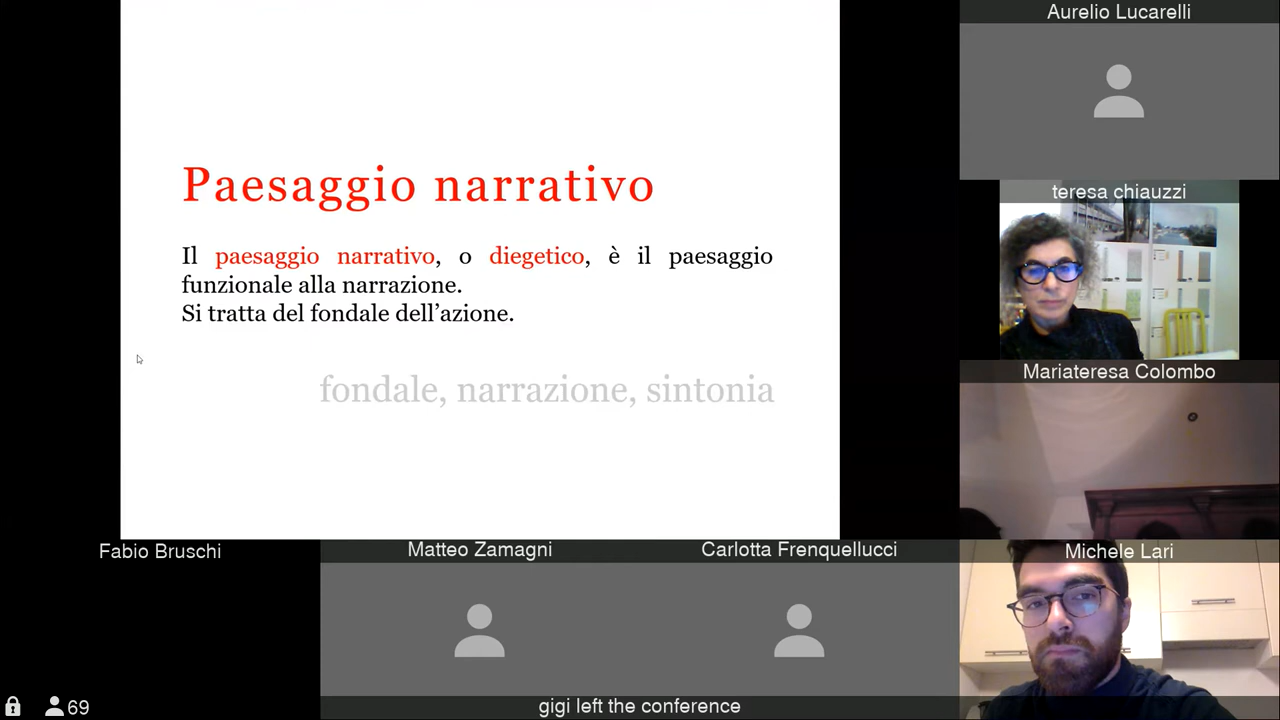 Aurelio Lucarelli
Paesaggio narrativo
Il paesaggio narrativo, o diegetico, è il paesaggio
funzionale alla narrazione.
Si tratta del fondale dell’azione.
fondale, narrazione, sintonia
teresa chiauzzi
Mariateresa Colombo
Fabio Bruschi
Matteo Zamagni
Carlotta Frenquellucci
Michele Lari
69
gigi left the conference